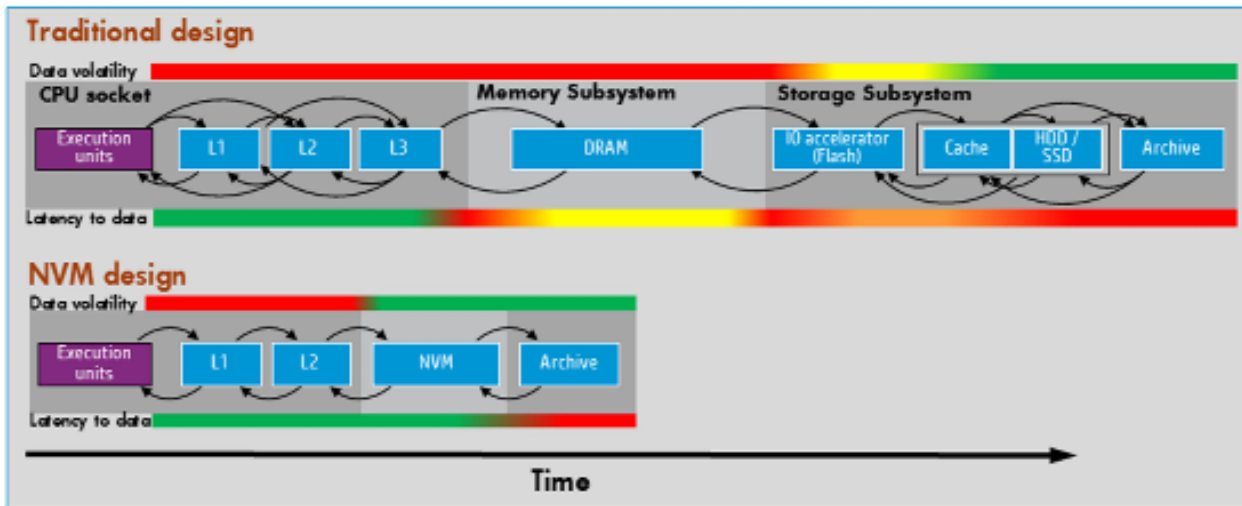 Traditional design
Data volatility
CPU socket
Memory Subsystem
Storage Subsystem
Execution
units
L1
L2
L3
DRAM
IO accelerator
(Flash)
Cache
HDD /
SSD
Archive
Latency to data
NVM design
Data volatility
Execution
units
L1
L2
NVM
Archive
Latency to data
Time